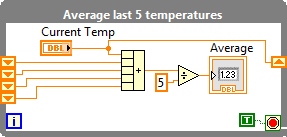 Average last 5 temperatures
Current Temp
DBL
Average
+
÷
1.23
5
DBL
i
T